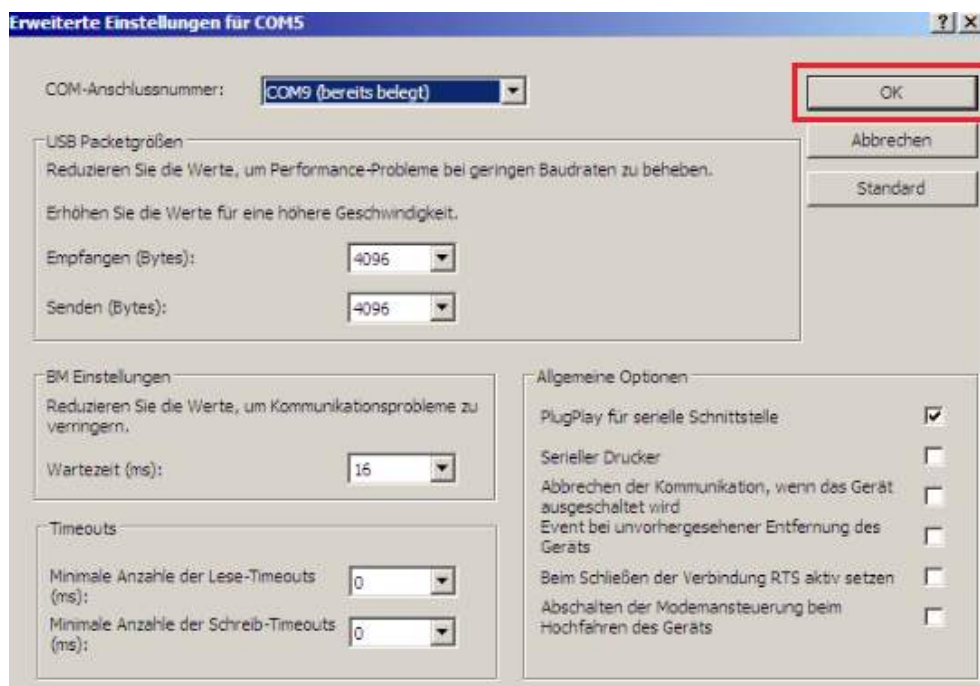 Erweiterte Einstellungen für COM5
COM-Anschlussnummer: COM9 (bereits belegt)
OK
Abbrechen
Standard
USB Packetgrößen
Reduzieren Sie die Werte, um Performance-Probleme bei geringen Baudraten zu beheben.
Erhöhen Sie die Werte für eine höhere Geschwindigkeit.
Empfangen (Bytes): 4096
Senden (Bytes): 4096
BM Einstellungen
Reduzieren Sie die Werte, um Kommunikationsprobleme zu
verringern.
Wartezeit (ms): 16
Timeouts
Minimale Anzahle der Lese-Timeouts
(ms): 0
Minimale Anzahle der Schreib-Timeouts
(ms): 0
Allgemeine Optionen
PlugPlay für serielle Schnittstelle
Serieller Drucker
Abbrechen der Kommunikation, wenn das Gerät
ausgeschaltet wird
Event bei unvorhergesehener Entfernung des
Geräts
Beim Schließen der Verbindung RTS aktiv setzen
Abschalten der Modemansteuerung beim
Hochfahren des Geräts